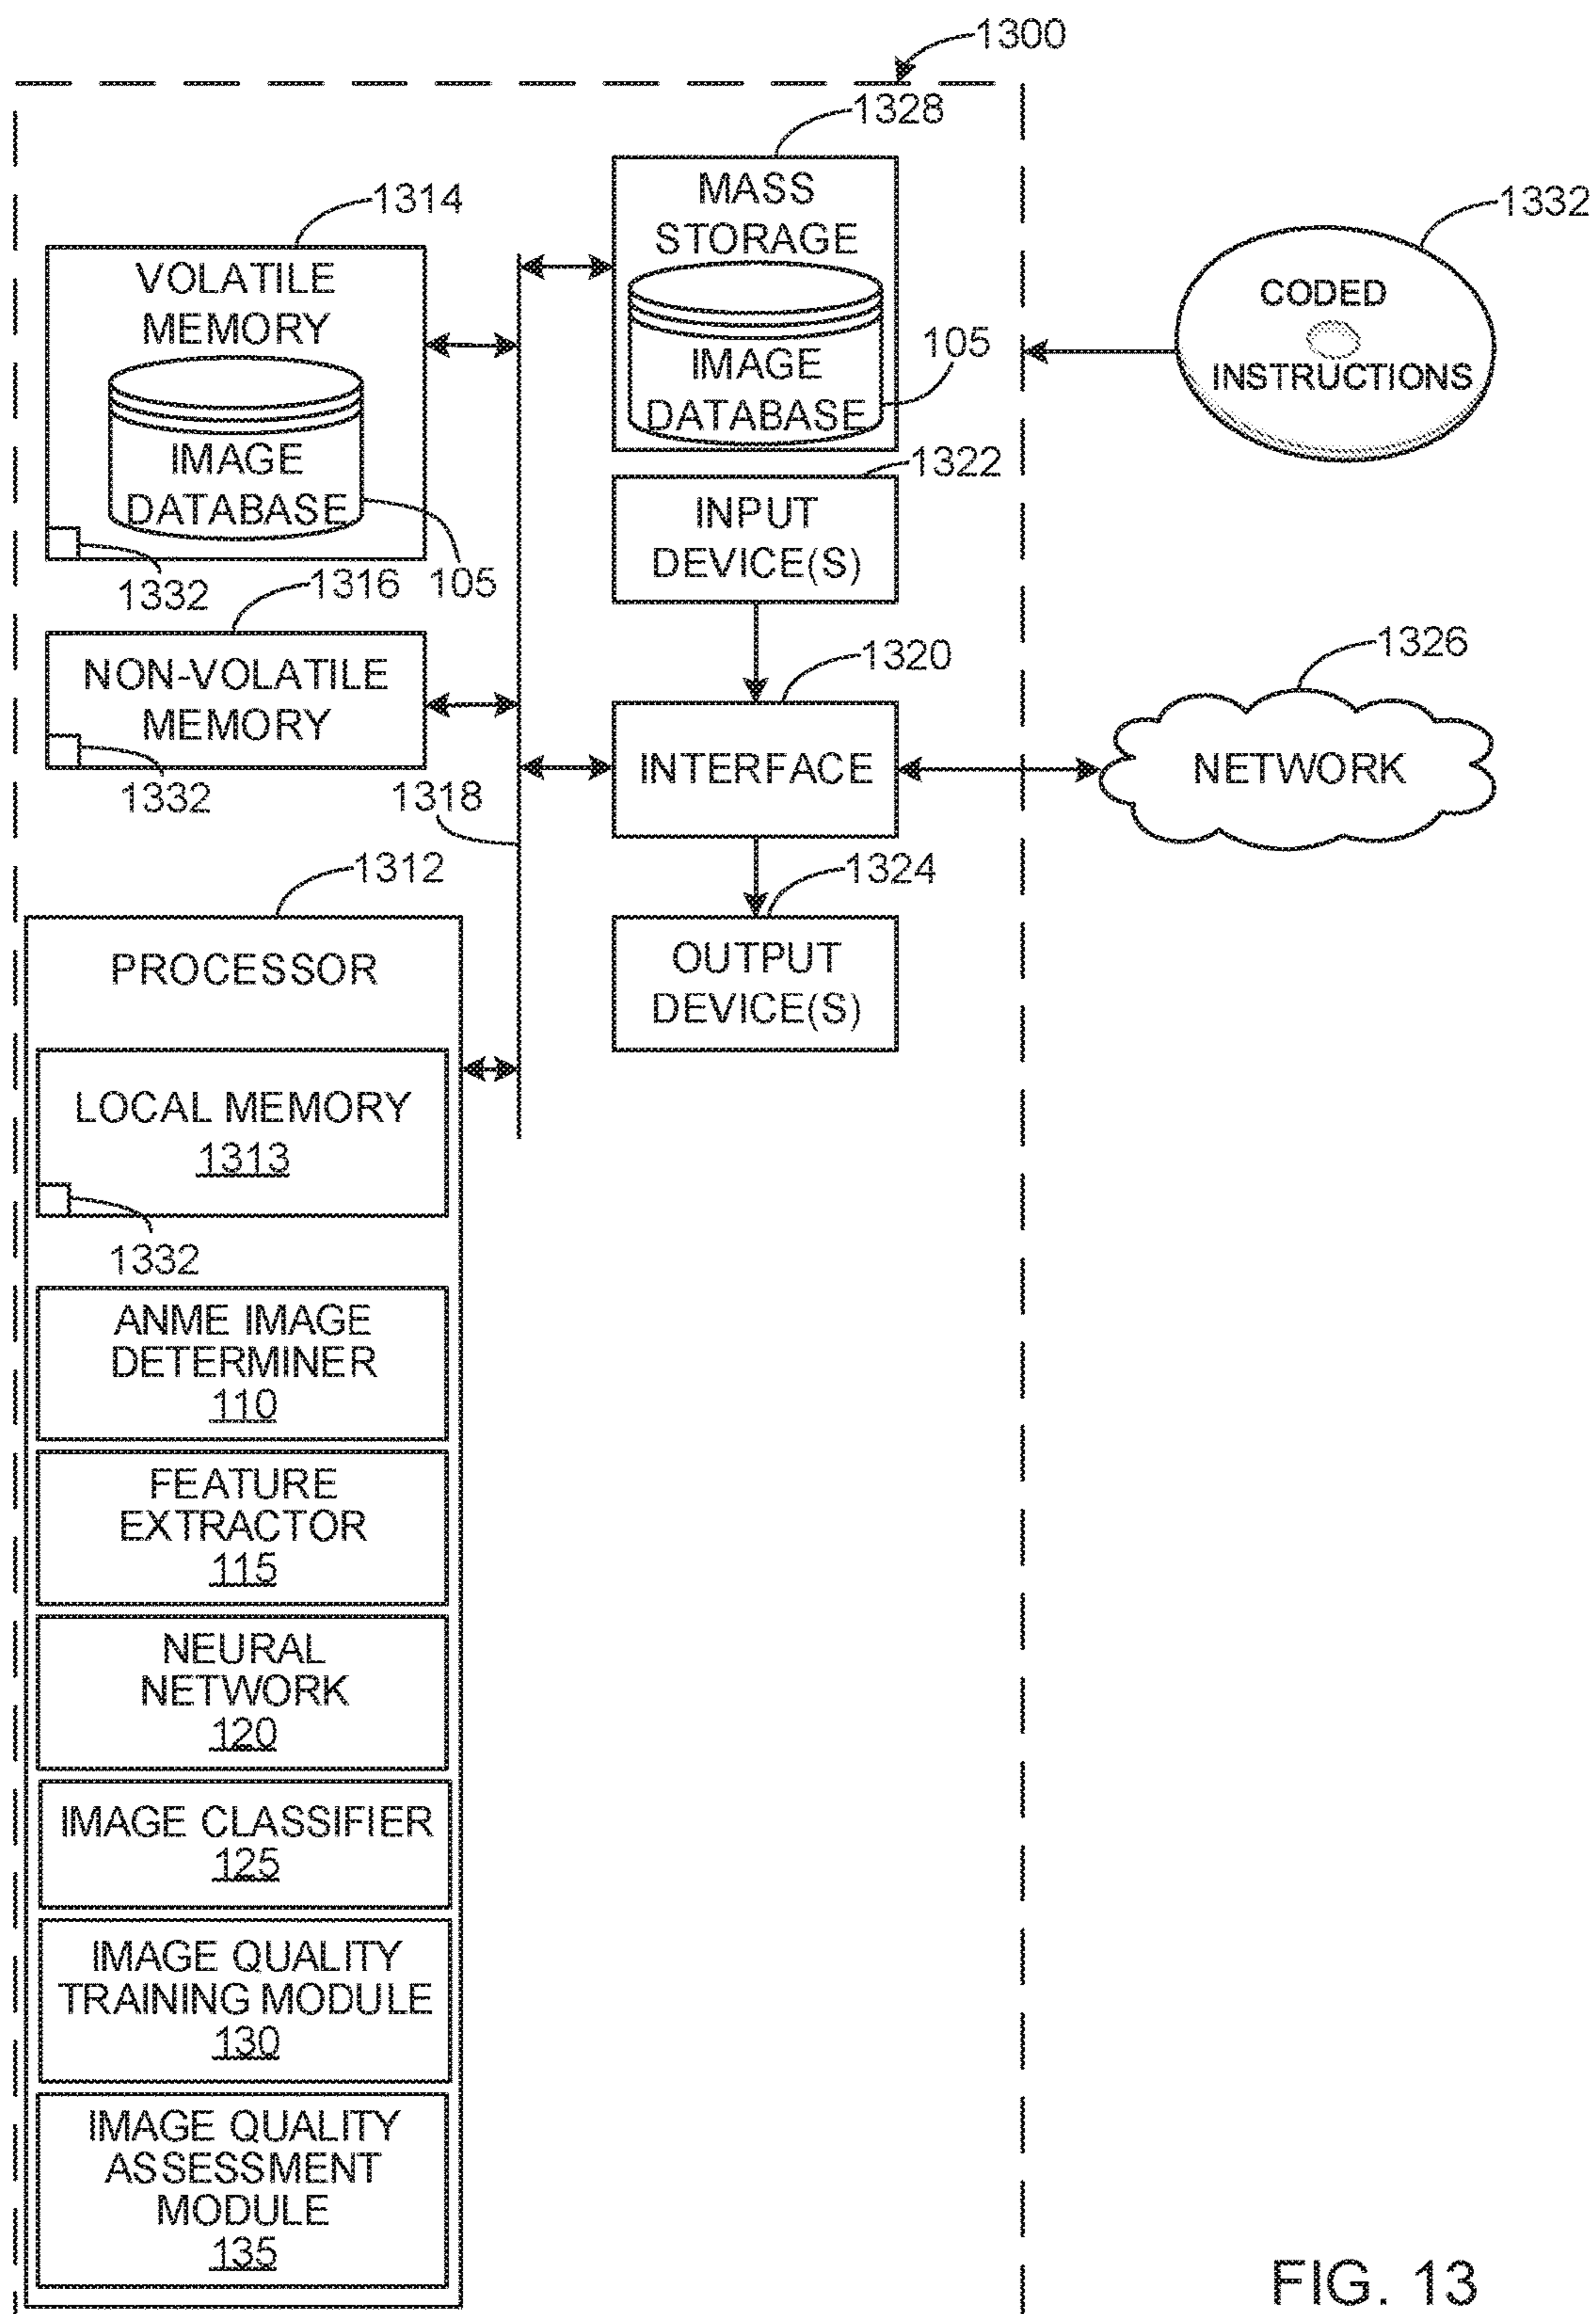 1300
1328
MASS
STORAGE
IMAGE
DATABASE
105
1314
VOLATILE
MEMORY
IMAGE
DATABASE
1332
105
1332
CODED
INSTRUCTIONS
1322
INPUT
DEVICE(S)
1316
NON-VOLATILE
MEMORY
1332
1318
1320
INTERFACE
1326
NETWORK
1324
OUTPUT
DEVICE(S)
1312
PROCESSOR
LOCAL MEMORY
1313
1332
ANME IMAGE
DETERMINER
110
FEATURE
EXTRACTOR
115
NEURAL
NETWORK
120
IMAGE CLASSIFIER
125
IMAGE QUALITY
TRAINING MODULE
130
IMAGE QUALITY
ASSESSMENT
MODULE
135
FIG. 13